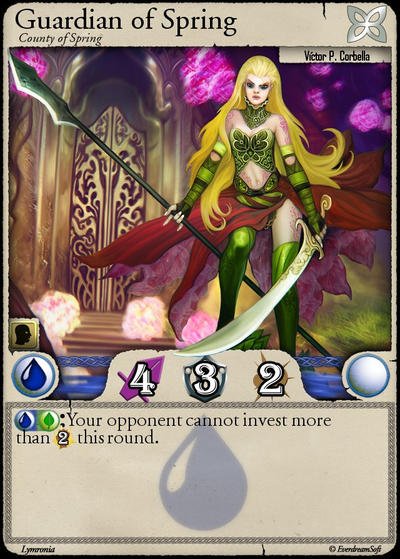 Guardian of Spring
County of Spring
Víctor P. Corbella
4 3 2
: Your opponent cannot invest more
than 2 this round.
Lymronia © EverdreamSoft